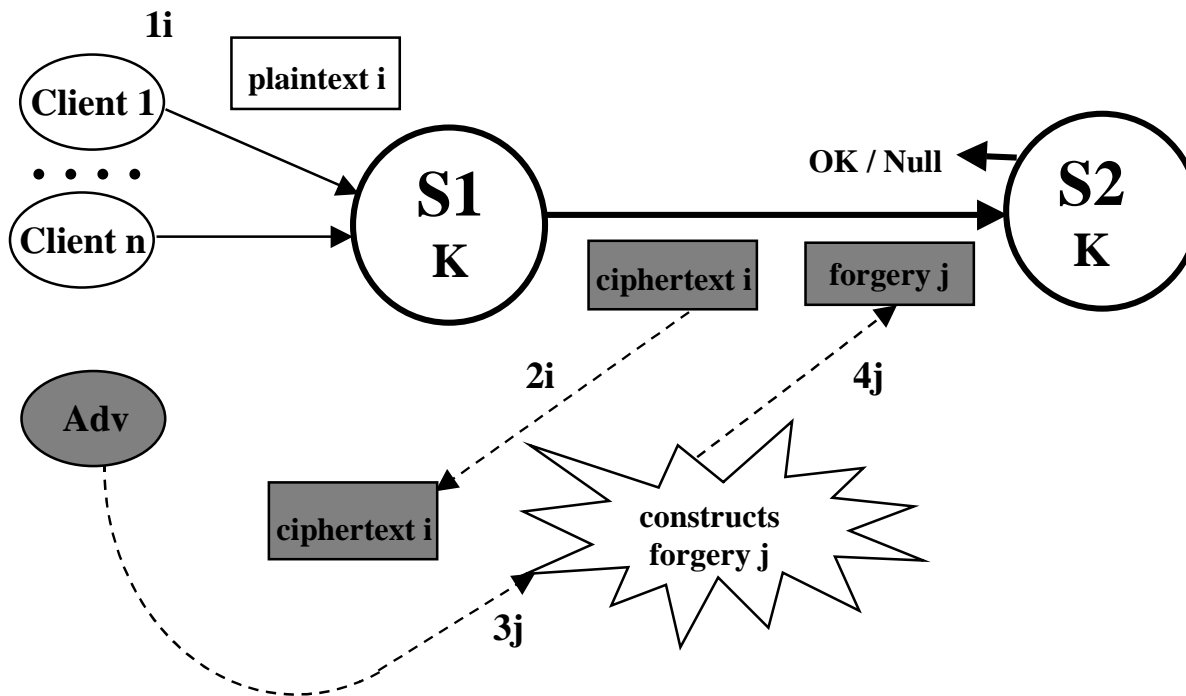 1i
plaintext i
Client 1
. . . .
Client n
S1
K
OK / Null
S2
K
ciphertext i
forgery j
2i
4j
Adv
ciphertext i
constructs
forgery j
3j